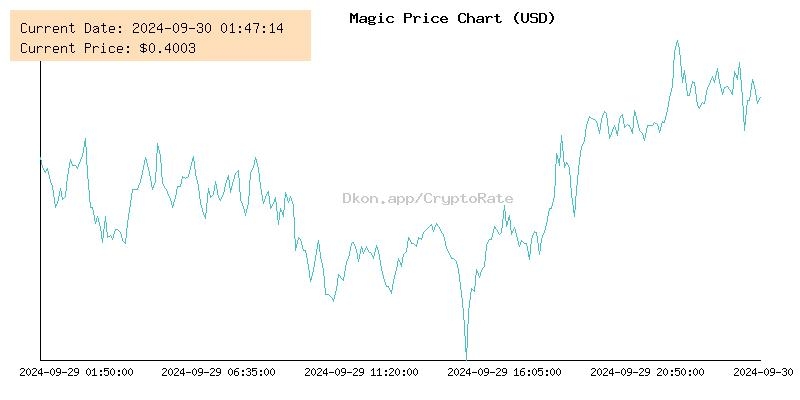 Magic Price Chart (USD)
Current Date: 2024-09-30 01:47:14
Current Price: $0.4003
Dkon.app/CryptoRate
2024-09-29 01:50:00 2024-09-29 06:35:00 2024-09-29 11:20:00 2024-09-29 16:05:00 2024-09-29 20:50:00 2024-09-30